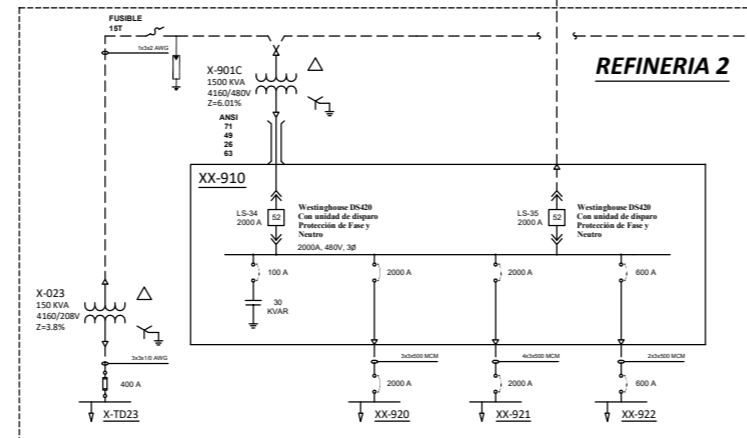 FUSIBLE
15T
1x3x2 AWG
REFINERIA 2
X-901C
1500 KVA
4160/480V
Z=6.01%
ANSI
71
49
26
63
XX-910
LS-34
2000 A
52
Westinghouse DS420
Con unidad de disparo
Protección de Fase y
Neutro
LS-35
2000 A
52
Westinghouse DS420
Con unidad de disparo
Protección de Fase y
Neutro
2000A, 480V, 3Ø
100 A
2000 A
2000 A
600 A
30
KVAR
X-023
150 KVA
4160/208V
Z=3.8%
3x3x1/0 AWG
3x3x500 MCM
4x3x500 MCM
2x3x500 MCM
400 A
2000 A
2000 A
600 A
X-TD23
XX-920
XX-921
XX-922